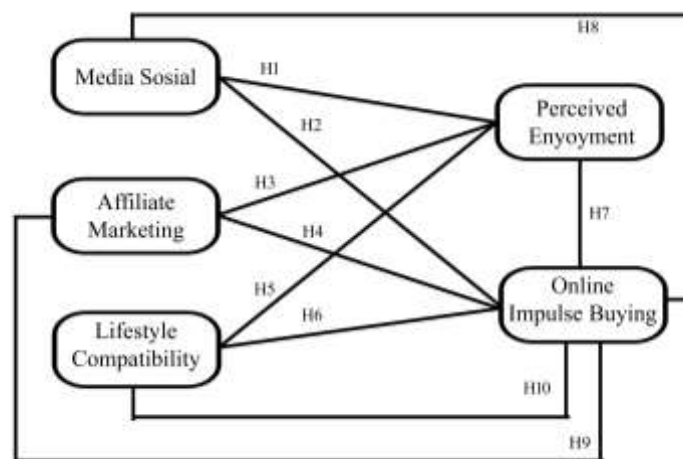 H8
Media Sosial
H1
Perceived
Enyoyment
H2
H3
Affiliate
Marketing
H7
H4
Online
Impulse Buying
H5
H6
Lifestyle
Compatibility
H10
H9